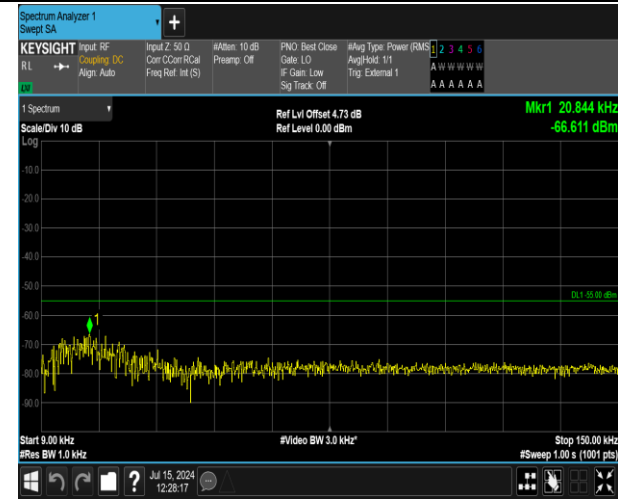 Spectrum Analyzer 1
Swept SA
+
KEYSIGHT
RL
Input: RF
Coupling: DC
Align: Auto
Input Z: 50 Ω
Corr CCorr RCal
Freq Ref: Int (S)
#Atten: 10 dB
Preamp: Off
PNO: Best Close
Gate: LO
IF Gain: Low
Sig Track: Off
#Avg Type: Power (RMS
Avg|Hold: 1/1
Trig: External 1
1 2 3 4 5 6
A W W W W W
A A A A A A
1 Spectrum
Scale/Div 10 dB
Ref Lvl Offset 4.73 dB
Ref Level 0.00 dBm
Mkr1 20.844 kHz
-66.611 dBm
Log
-10.0
-20.0
-30.0
-40.0
-50.0
DL1 -55.00 dBm
-60.0
1
-70.0
-80.0
-90.0
Start 9.00 kHz
#Video BW 3.0 kHz*
Stop 150.00 kHz
#Res BW 1.0 kHz
#Sweep 1.00 s (1001 pts)
?
Jul 15, 2024
12:28:17